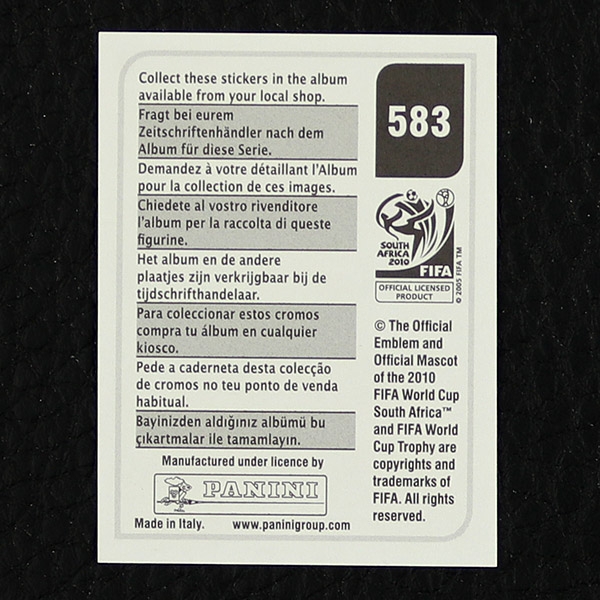 Collect these stickers in the album
available from your local shop.
Fragt bei eurem
Zeitschriftenhändler nach dem
Album für diese Serie.
Demandez à votre détaillant l'Album
pour la collection de ces images.
Chiedete al vostro rivenditore
l'album per la raccolta di queste
figurine.
Het album en de andere
plaatjes zijn verkrijgbaar bij de
tijdschrifthandelaar.
Para coleccionar estos cromos
compra tu álbum en cualquier
kiosco.
Pede a caderneta desta colecção
de cromos no teu ponto de venda
habitual.
Bayinizden aldığınız albümü bu
çıkartmalar ile tamamlayın.
Manufactured under licence by
PANINI
Made in Italy. www.paninigroup.com
583
SOUTH
AFRICA
2010
FIFA
OFFICIAL LICENSED
PRODUCT
© 2005 FIFA TM
© The Official
Emblem and
Official Mascot
of the 2010
FIFA World Cup
South Africa™
and FIFA World
Cup Trophy are
copyrights and
trademarks of
FIFA. All rights
reserved.